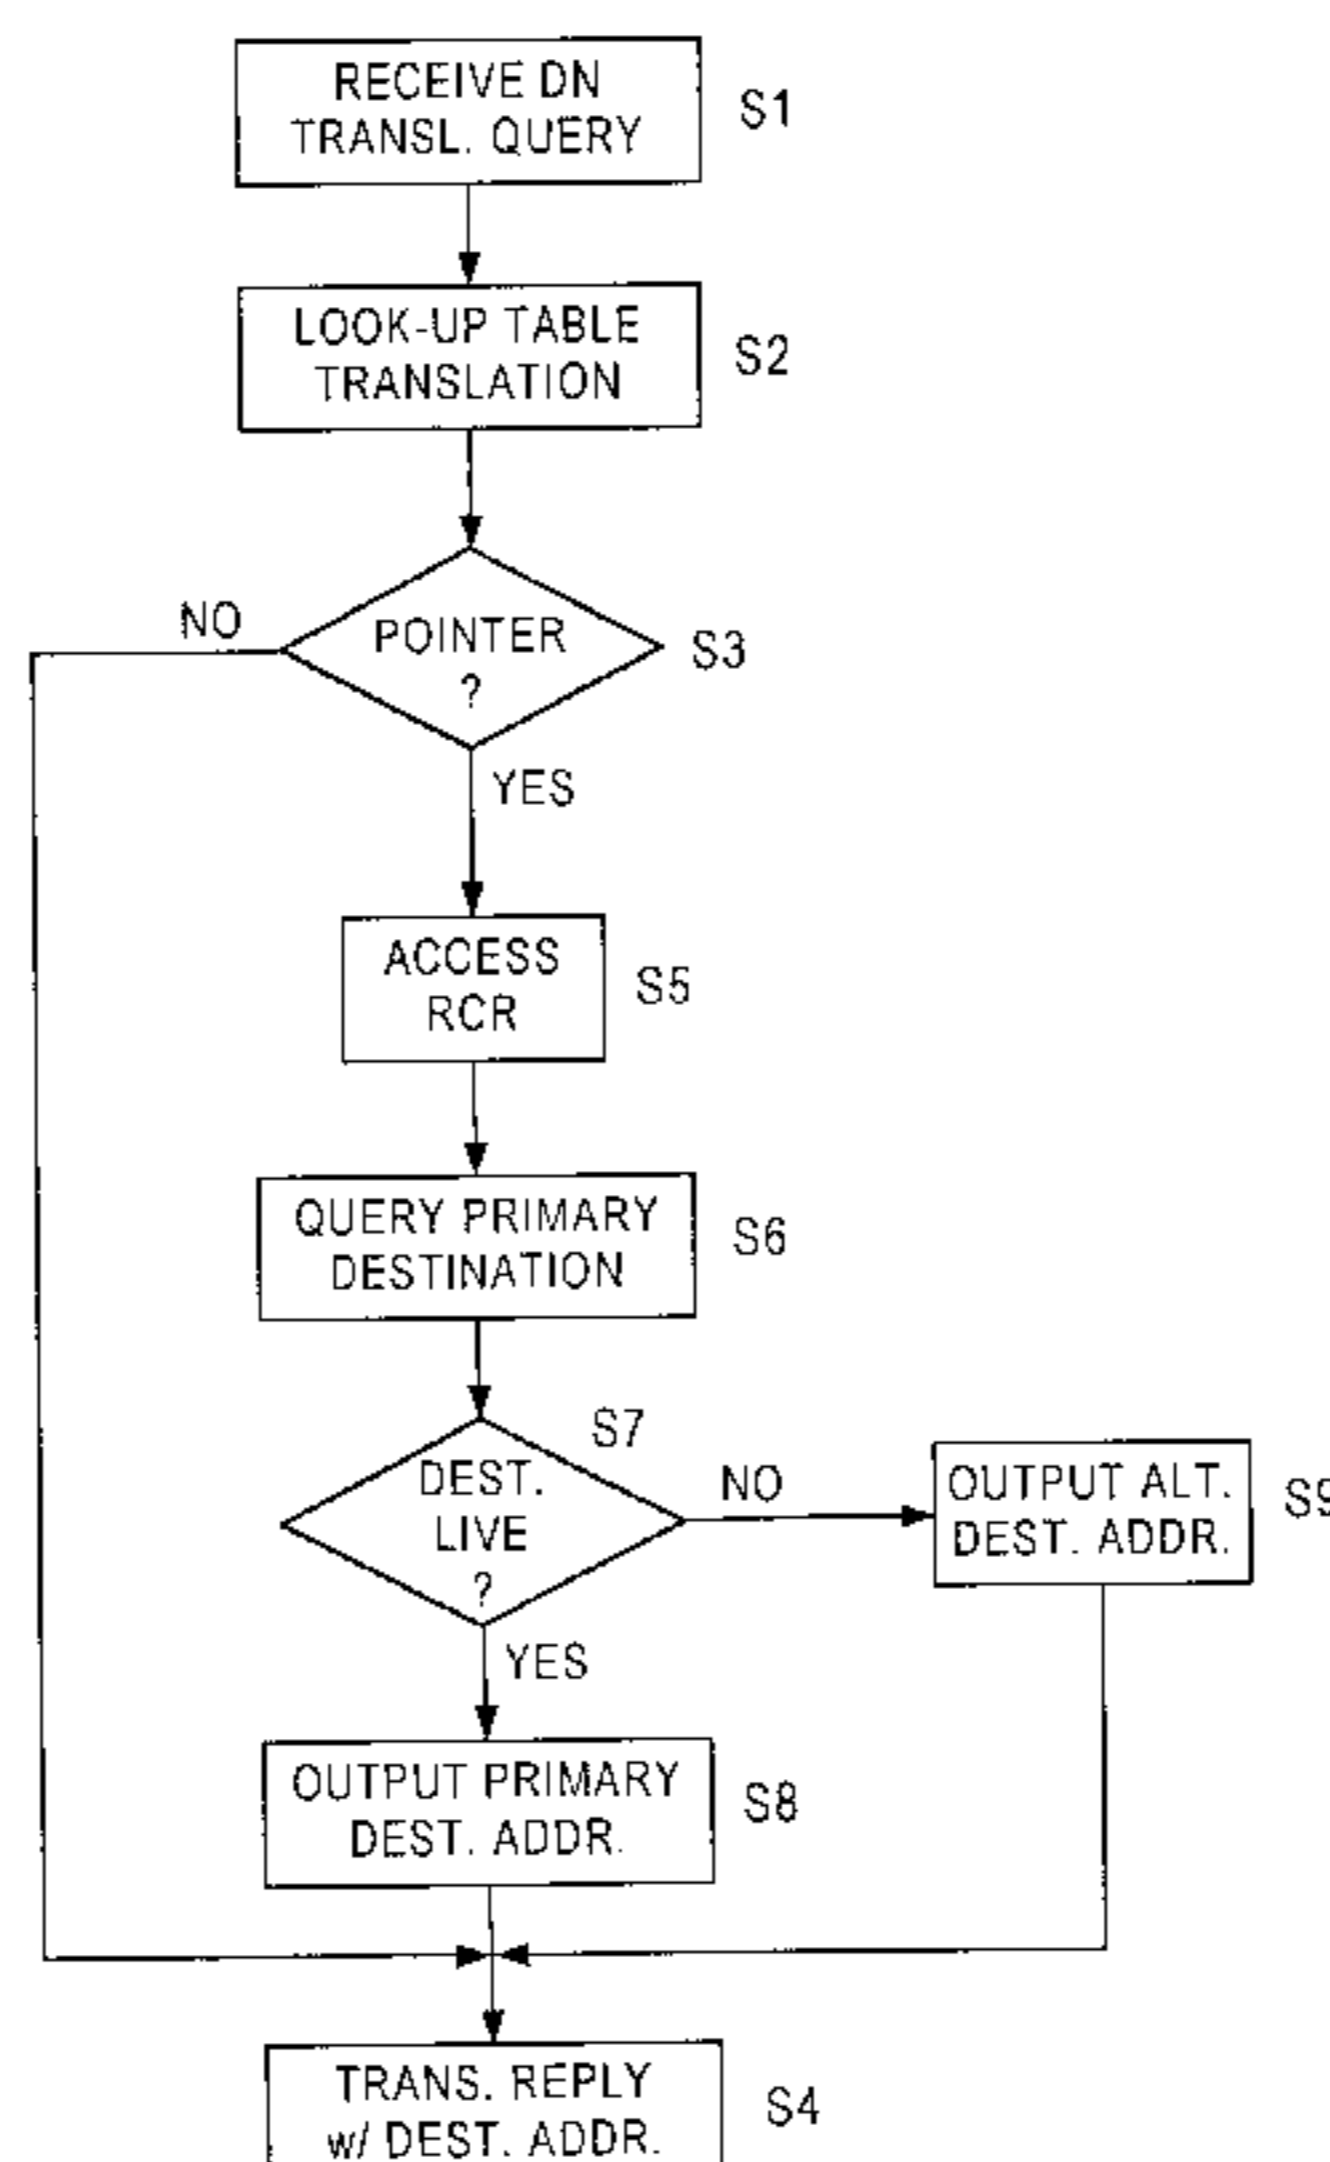 RECEIVE DN
TRANSL. QUERY
S1
LOOK-UP TABLE
TRANSLATION
S2
NO
POINTER
?
S3
YES
ACCESS
RCR
S5
QUERY PRIMARY
DESTINATION
S6
S7
DEST.
LIVE
?
NO
OUTPUT ALT.
DEST. ADDR.
S9
YES
OUTPUT PRIMARY
DEST. ADDR.
S8
TRANS. REPLY
w/ DEST. ADDR.
S4